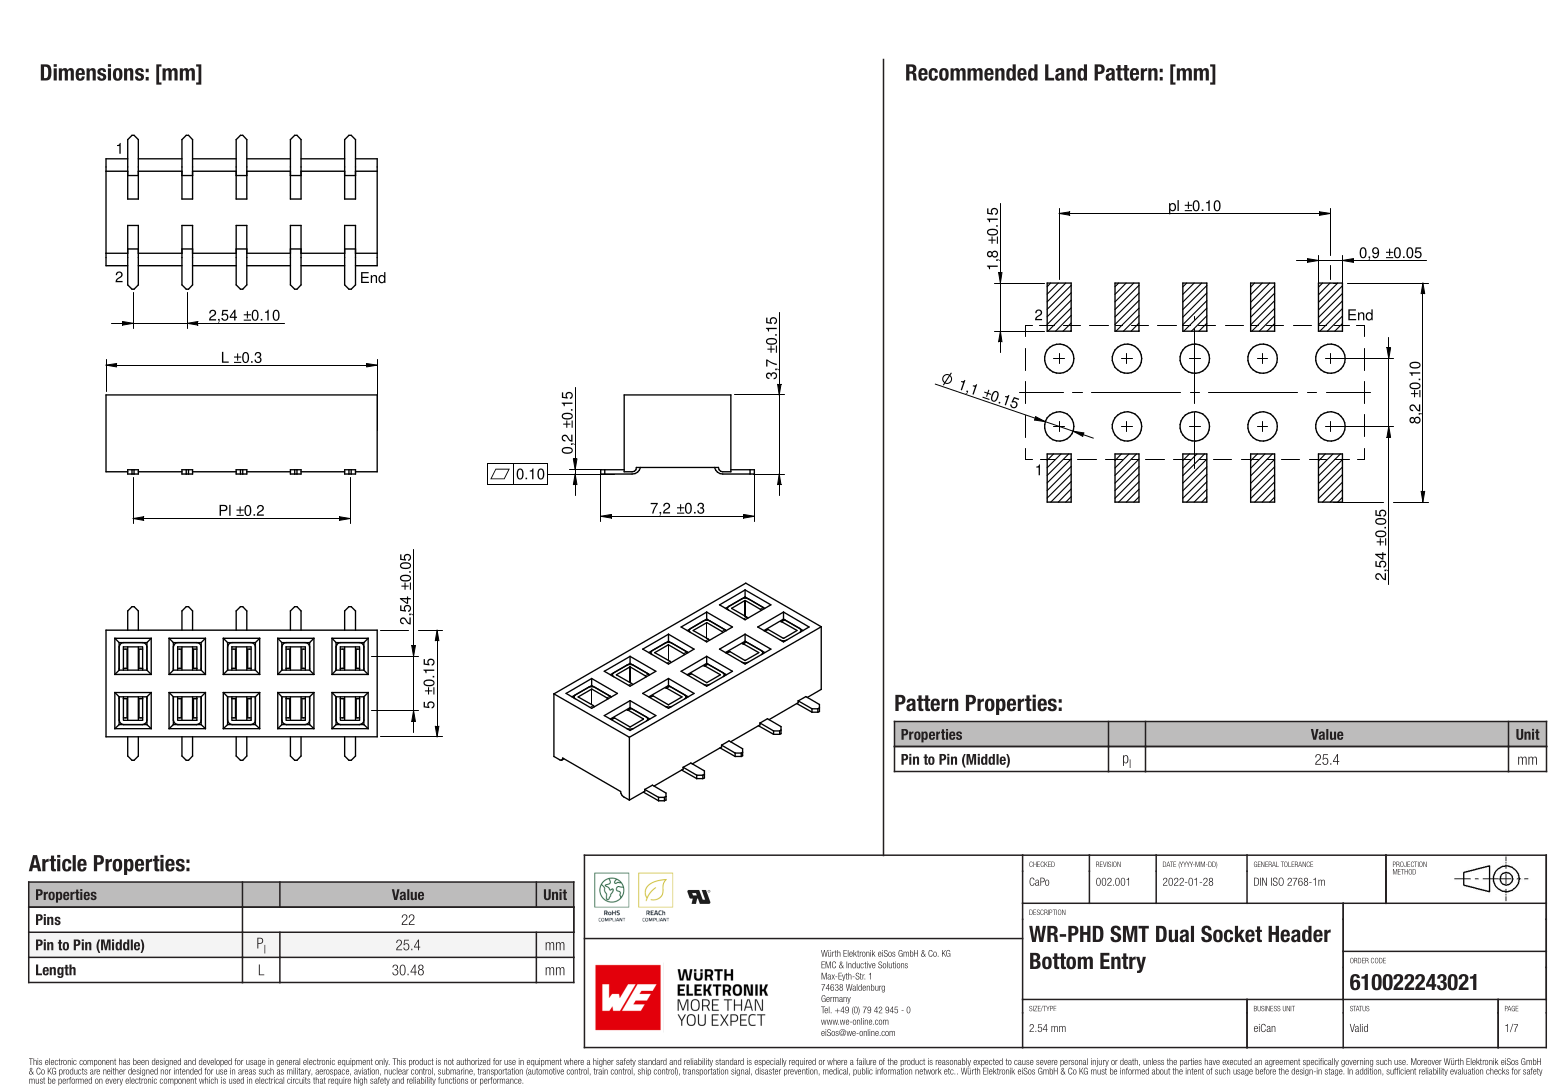 Dimensions: [mm]
1
2
End
2,54 ±0.10
L ±0.3
Pl ±0.2
0,2 ±0.15
3,7 ±0.15
0.10
7,2 ±0.3
2,54 ±0.05
5 ±0.15
Recommended Land Pattern: [mm]
pl ±0.10
1,8 ±0.15
0,9 ±0.05
2
End
ϕ 1,1 ±0.15
8,2 ±0.10
1
2,54 ±0.05
Pattern Properties:
Properties Value Unit
Pin to Pin (Middle) pl 25.4 mm
Article Properties:
Properties Value Unit
Pins 22
Pin to Pin (Middle) Pl 25.4 mm
Length L 30.48 mm
RoHS
COMPLIANT
REACh
COMPLIANT
WE
WÜRTH
ELEKTRONIK
MORE THAN
YOU EXPECT
Würth Elektronik eiSos GmbH & Co. KG
EMC & Inductive Solutions
Max-Eyth-Str. 1
74638 Waldenburg
Germany
Tel. +49 (0) 79 42 945 - 0
www.we-online.com
eiSos@we-online.com
CHECKED
CaPo
REVISION
002.001
DATE (YYYY-MM-DD)
2022-01-28
GENERAL TOLERANCE
DIN ISO 2768-1m
PROJECTION
METHOD
DESCRIPTION
WR-PHD SMT Dual Socket Header
Bottom Entry
ORDER CODE
610022243021
SIZE/TYPE
2.54 mm
BUSINESS UNIT
eiCan
STATUS
Valid
PAGE
1/7
This electronic component has been designed and developed for usage in general electronic equipment only. This product is not authorized for use in equipment where a higher safety standard and reliability standard is especially required or where a failure of the product is reasonably expected to cause severe personal injury or death, unless the parties have executed an agreement specifically governing such use. Moreover Würth Elektronik eiSos GmbH
& Co KG products are neither designed nor intended for use in areas such as military, aerospace, aviation, nuclear control, submarine, transportation (automotive control, train control, ship control), transportation signal, disaster prevention, medical, public information network etc.. Würth Elektronik eiSos GmbH & Co KG must be informed about the intent of such usage before the design-in stage. In addition, sufficient reliability evaluation checks for safety
must be performed on every electronic component which is used in electrical circuits that require high safety and reliability functions or performance.